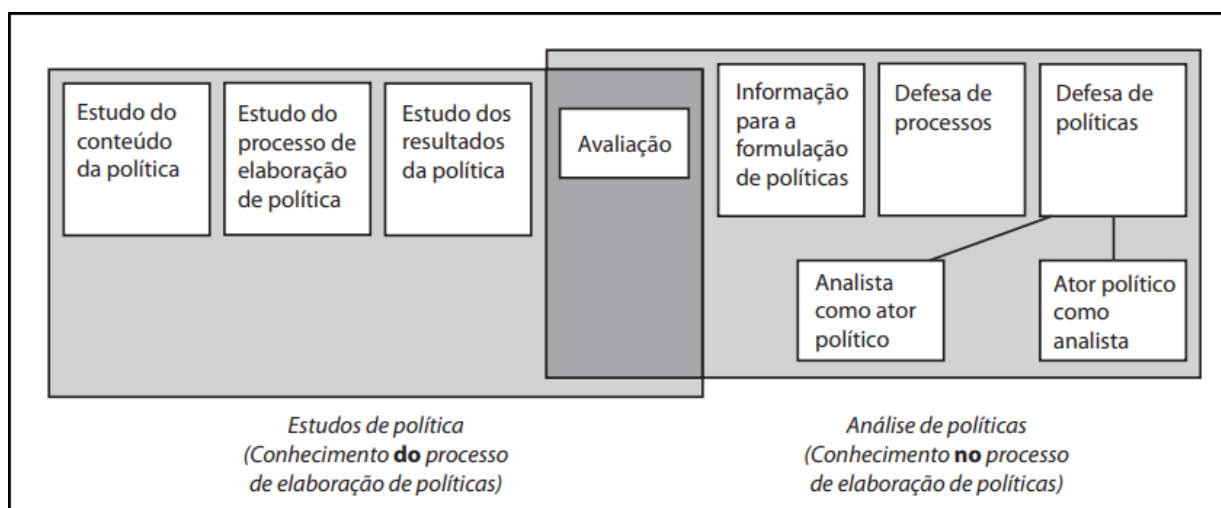 Estudo do
conteúdo
da política
Estudo do
processo de
elaboração
de política
Estudo dos
resultados
da política
Avaliação
Informação
para a
formulação
de políticas
Defesa de
processos
Defesa de
políticas
Analista
como ator
político
Ator político
como
analista
Estudos de política
(Conhecimento do processo
de elaboração de políticas)
Análise de políticas
(Conhecimento no processo
de elaboração de políticas)